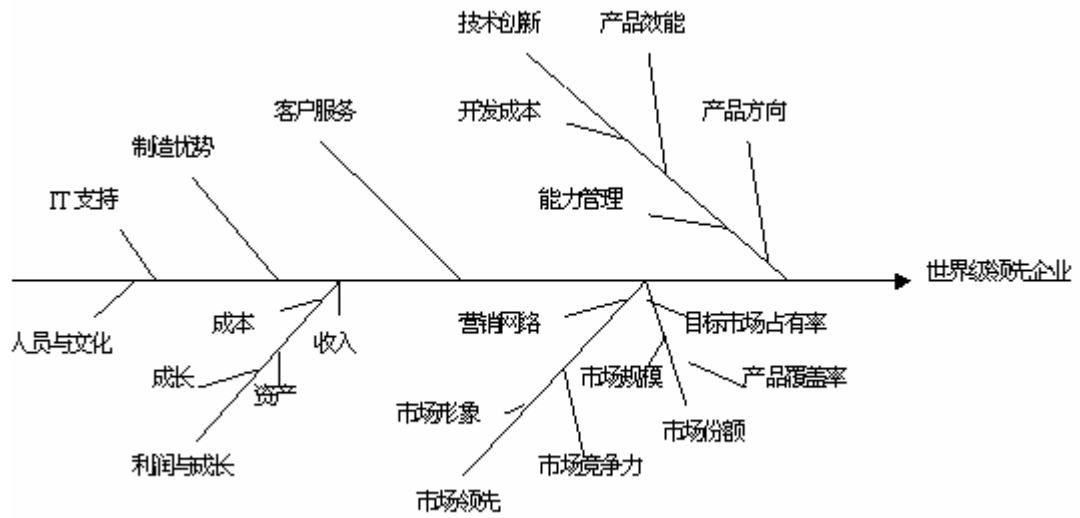 技术创新
产品效能
客户服务
开发成本
产品方向
制造优势
IT 支持
能力管理
世界级领先企业
人员与文化
成本
收入
营销网络
目标市场占有率
成长
资产
市场规模
产品覆盖率
市场形象
市场份额
利润与成长
市场竞争力
市场领先